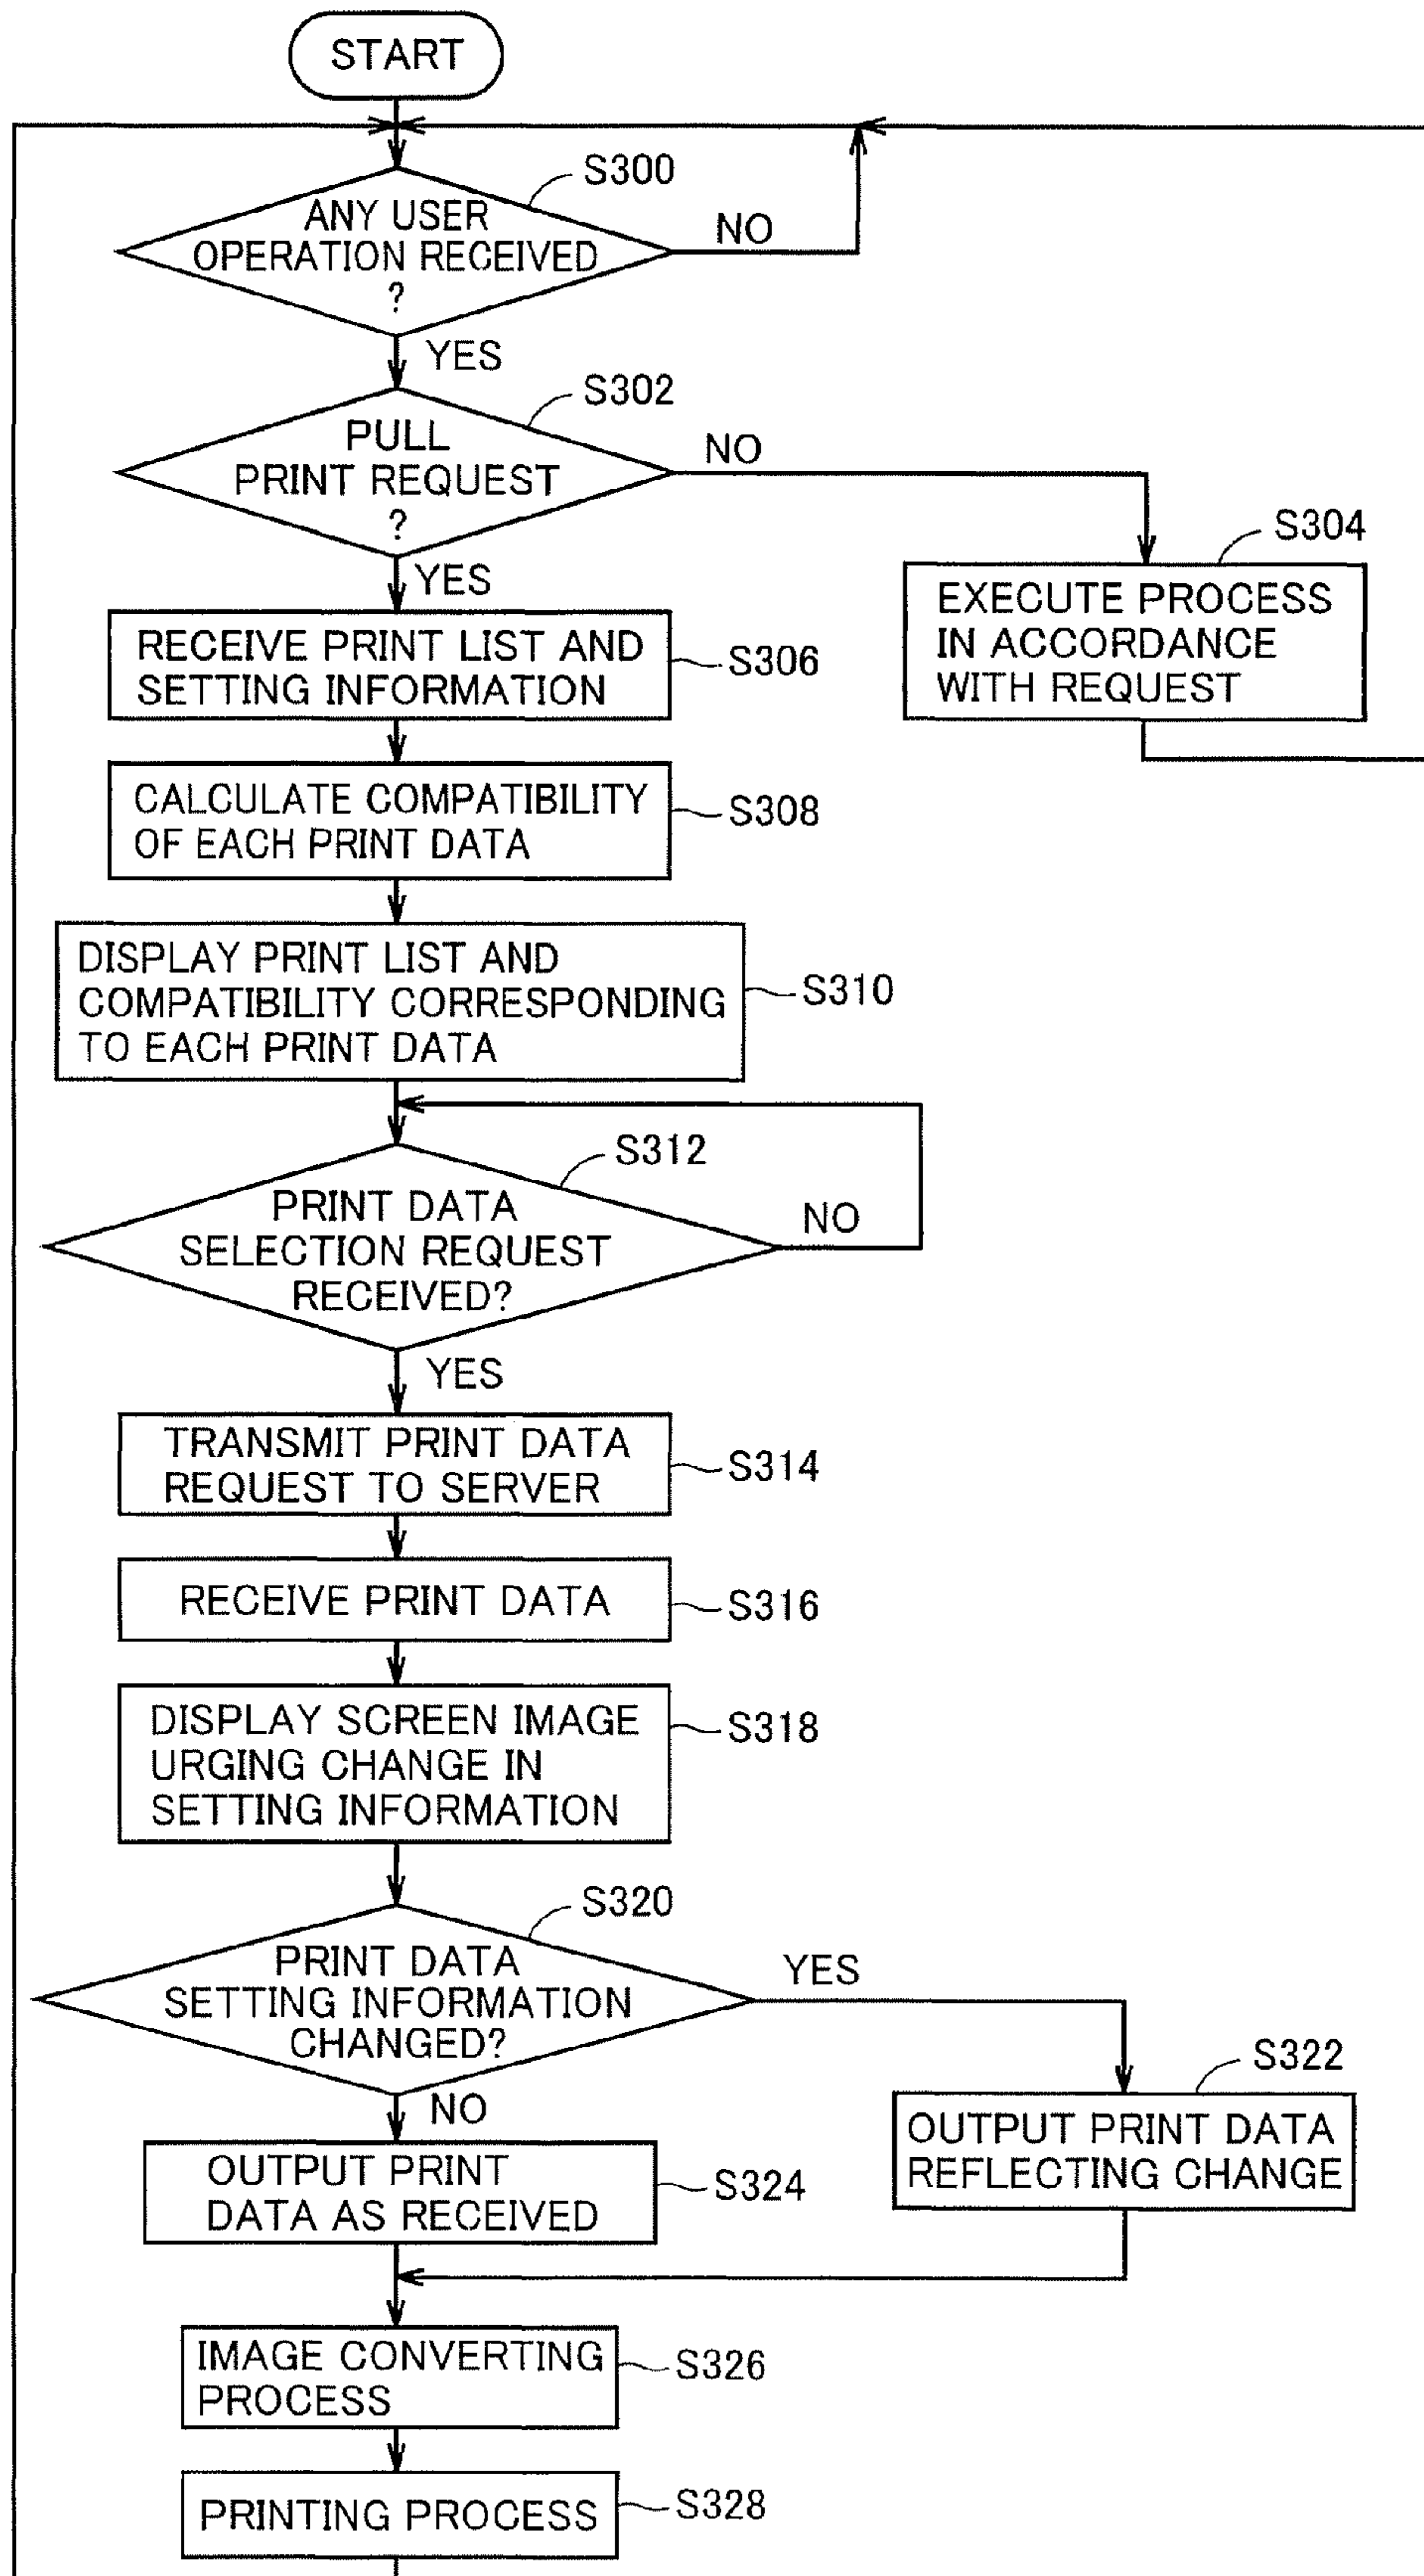 START
S300
ANY USER
OPERATION RECEIVED
?
NO
YES
S302
PULL
PRINT REQUEST
?
NO
YES
S304
EXECUTE PROCESS
IN ACCORDANCE
WITH REQUEST
RECEIVE PRINT LIST AND
SETTING INFORMATION
S306
CALCULATE COMPATIBILITY
OF EACH PRINT DATA
S308
DISPLAY PRINT LIST AND
COMPATIBILITY CORRESPONDING
TO EACH PRINT DATA
S310
S312
PRINT DATA
SELECTION REQUEST
RECEIVED?
NO
YES
TRANSMIT PRINT DATA
REQUEST TO SERVER
S314
RECEIVE PRINT DATA
S316
DISPLAY SCREEN IMAGE
URGING CHANGE IN
SETTING INFORMATION
S318
S320
PRINT DATA
SETTING INFORMATION
CHANGED?
YES
NO
S322
OUTPUT PRINT DATA
REFLECTING CHANGE
OUTPUT PRINT
DATA AS RECEIVED
S324
IMAGE CONVERTING
PROCESS
S326
PRINTING PROCESS
S328